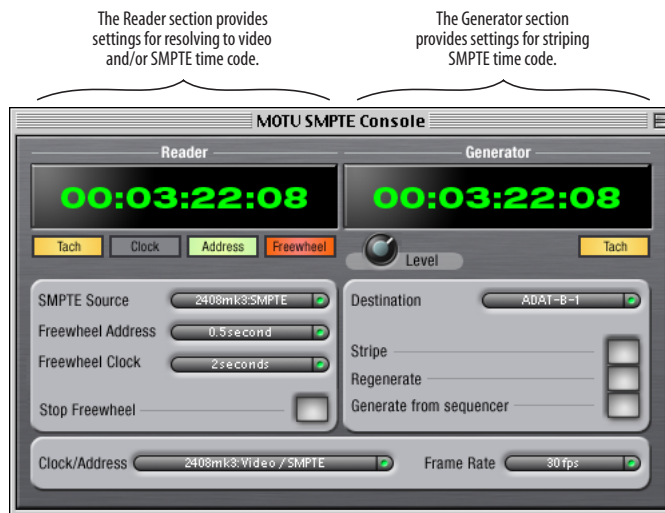 The Reader section provides
settings for resolving to video
and/or SMPTE time code.
The Generator section
provides settings for striping
SMPTE time code.
MOTU SMPTE Console
Reader
Generator
00:03:22:08
00:03:22:08
Tach
Clock
Address
Freewheel
Level
Tach
SMPTE Source
2408mk3:SMPTE
Freewheel Address
0.5second
Freewheel Clock
2seconds
Stop Freewheel
Destination
ADAT-B-1
Stripe
Regenerate
Generate from sequencer
Clock/Address
2408mk3:Video / SMPTE
Frame Rate
30fps